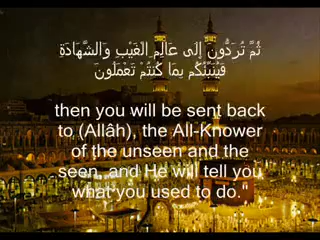 ثُمَّ تُرَدُّونَ إِلَى عَالِمِ الْغَيْبِ وَالشَّهَادَةِ
فَيُنَبِّئُكُم بِمَا كُنتُمْ تَعْمَلُونَ
then you will be sent back
to (Allâh), the All-Knower
of the unseen and the
seen, and He will tell you
what you used to do."